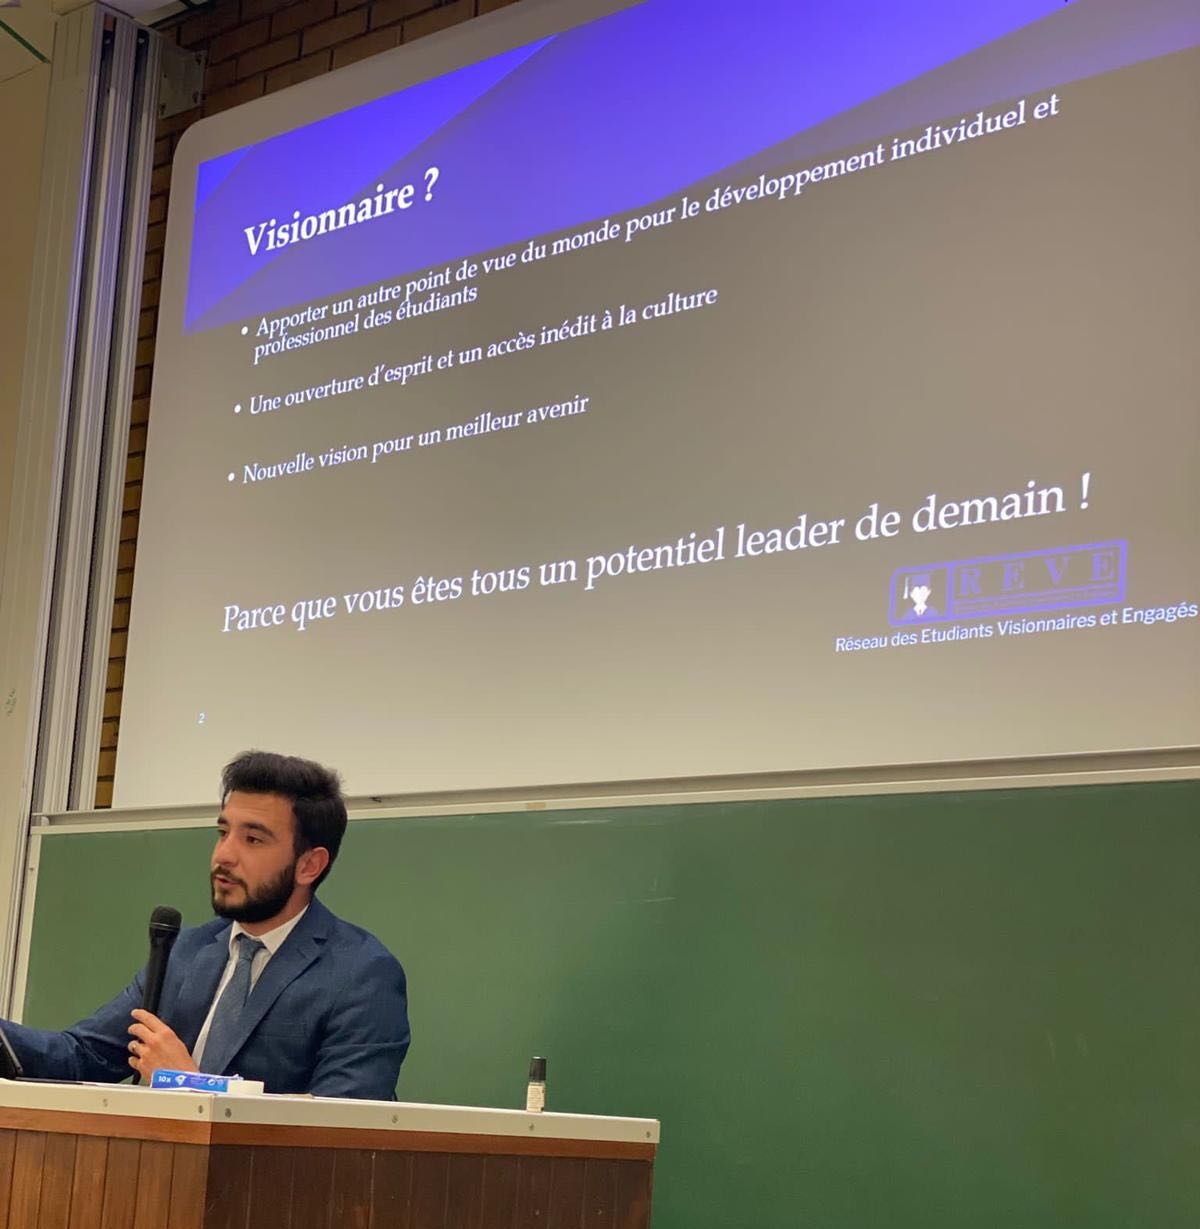 Visionnaire ?
• Apporter un autre point de vue du monde pour le développement individuel et
professionnel des étudiants
• Une ouverture d'esprit et un accès inédit à la culture
• Nouvelle vision pour un meilleur avenir
Parce que vous êtes tous un potentiel leader de demain !
REVE
Réseau des Etudiants Visionnaires et Engagés
2
10x